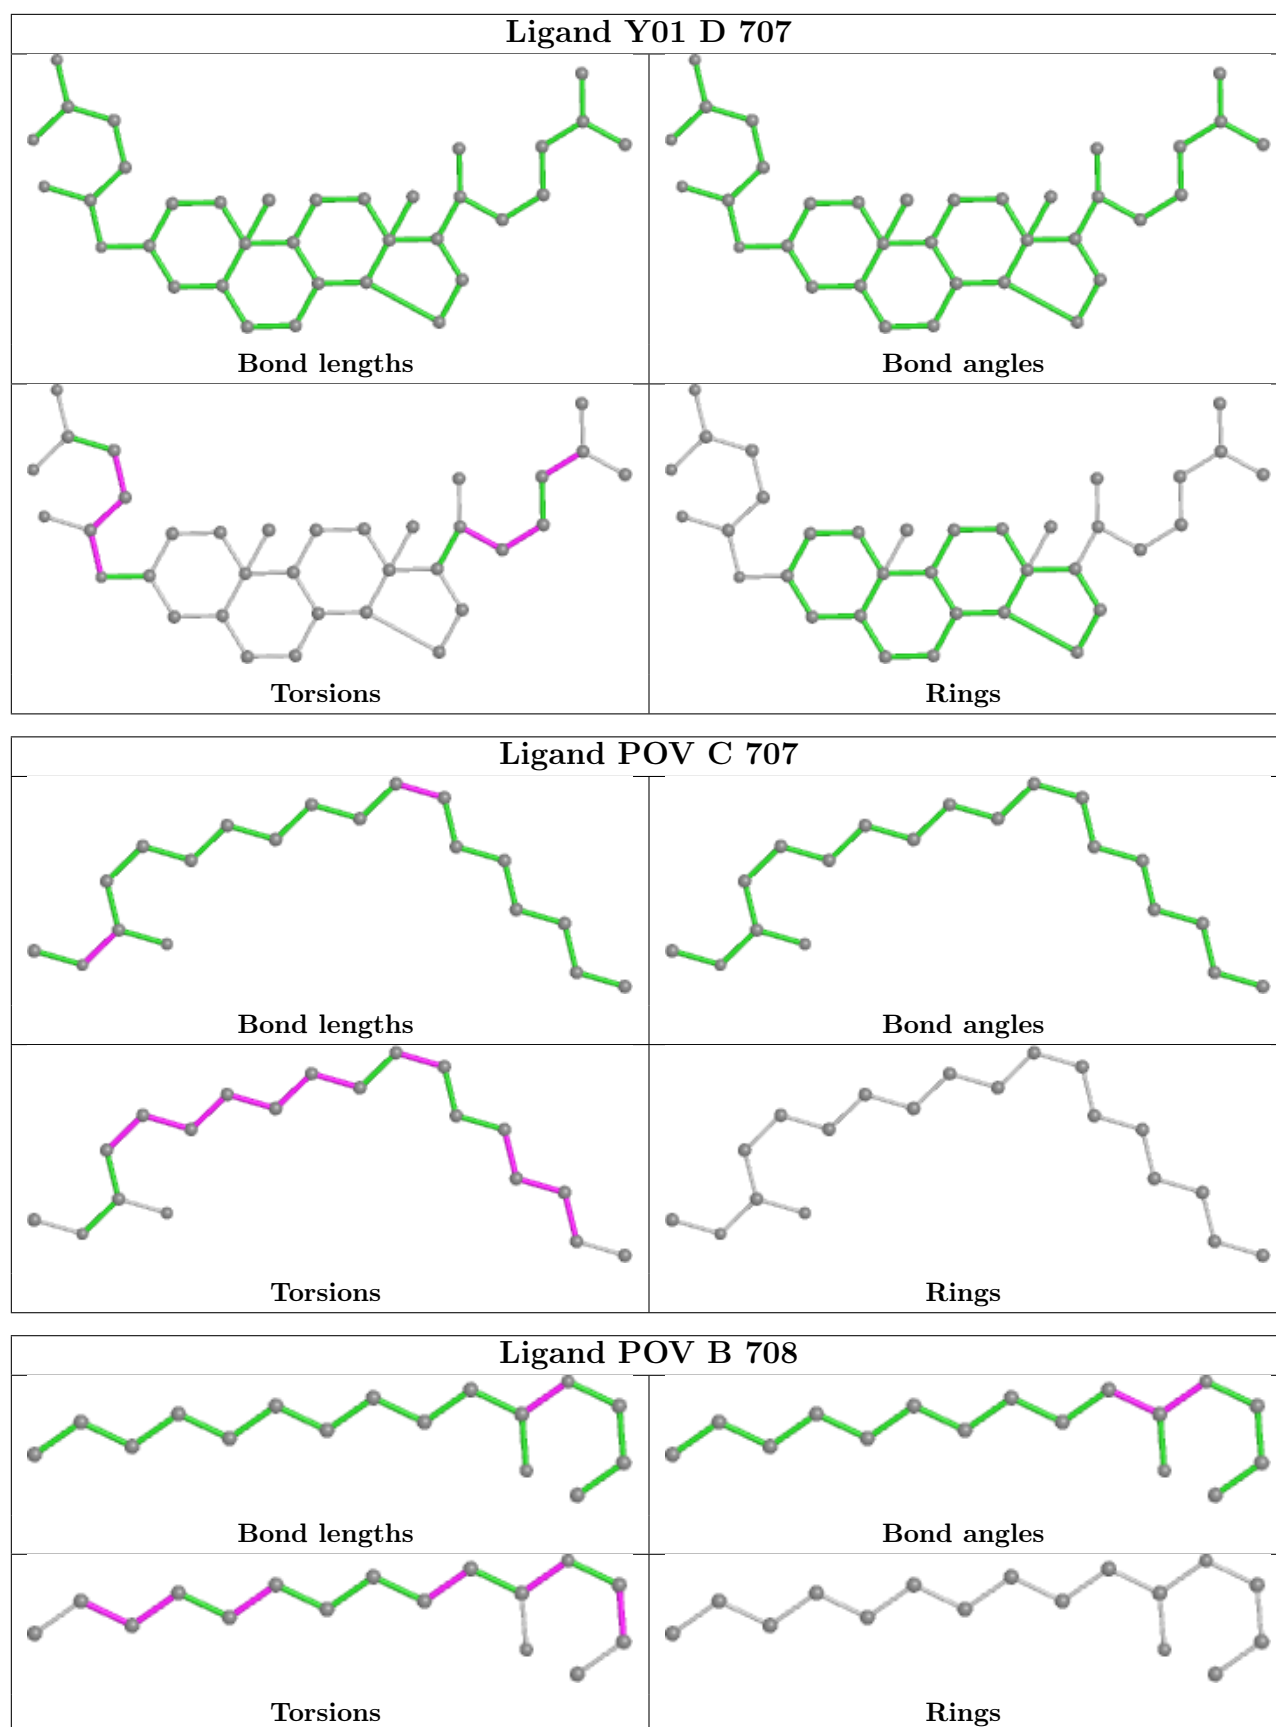 Ligand Y01 D 707
Bond lengths
Bond angles
Torsions
Rings
Ligand POV C 707
Bond lengths
Bond angles
Torsions
Rings
Ligand POV B 708
Bond lengths
Bond angles
Torsions
Rings